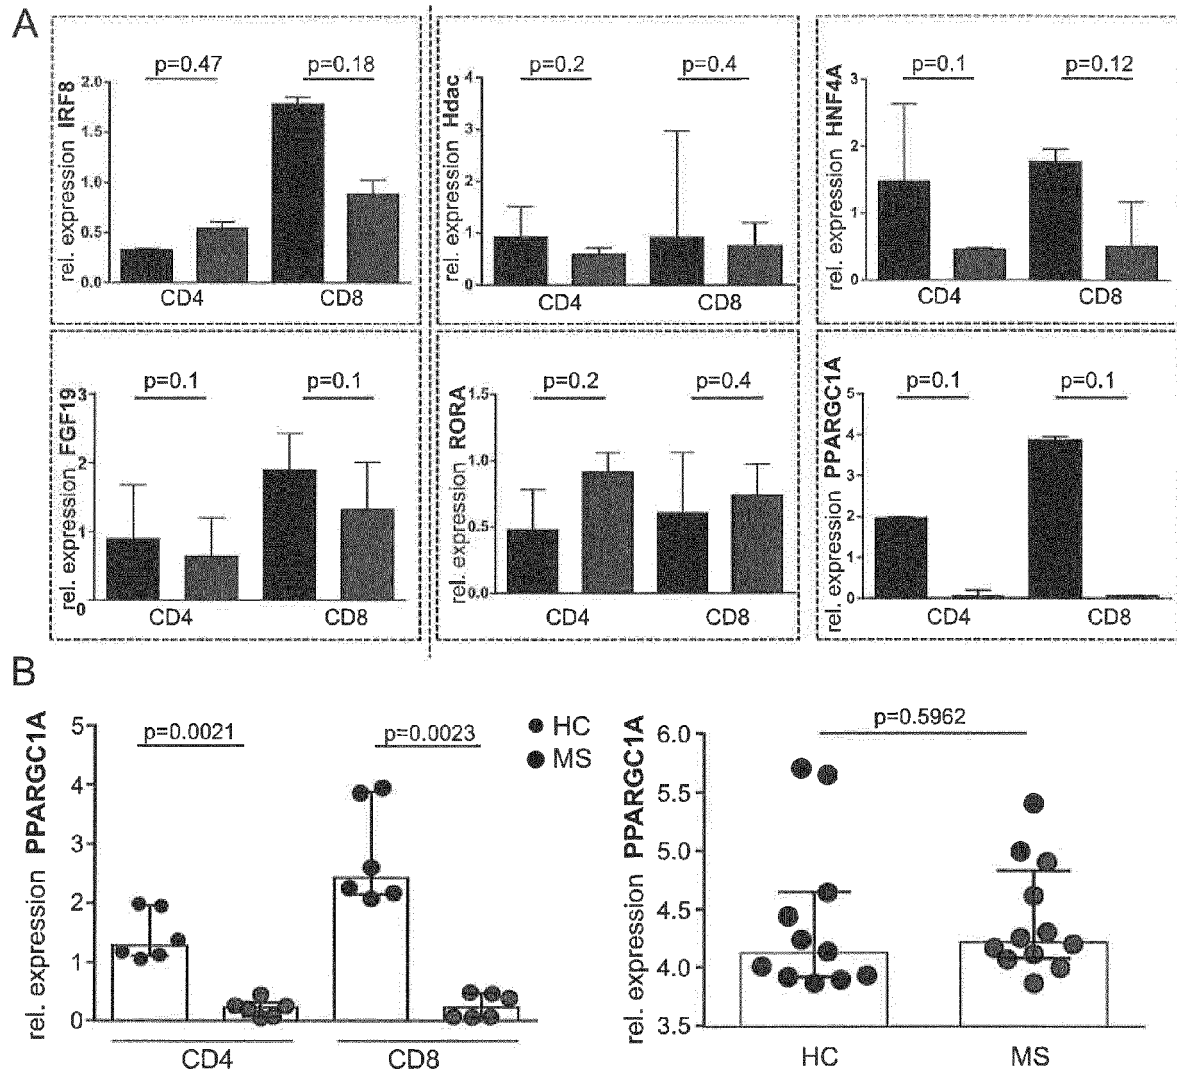 A
p=0.47
p=0.18
rel. expression IRF8
2.0
1.5
1.0
0.5
0.0
CD4
CD8
p=0.2
p=0.4
rel. expression Hdac
4
3
2
1
0
CD4
CD8
p=0.1
p=0.12
rel. expression HNF4A
3
2
1
0
CD4
CD8
p=0.1
p=0.1
rel. expression FGF19
3
2
1
0
CD4
CD8
p=0.2
p=0.4
rel. expression RORA
1.5
1.0
0.5
0.0
CD4
CD8
p=0.1
p=0.1
rel. expression PPARGC1A
5
4
3
2
1
0
CD4
CD8
B
p=0.0021
p=0.0023
rel. expression PPARGC1A
5
4
3
2
1
0
CD4
CD8
HC
MS
p=0.5962
rel. expression PPARGC1A
6.0
5.5
5.0
4.5
4.0
3.5
HC
MS